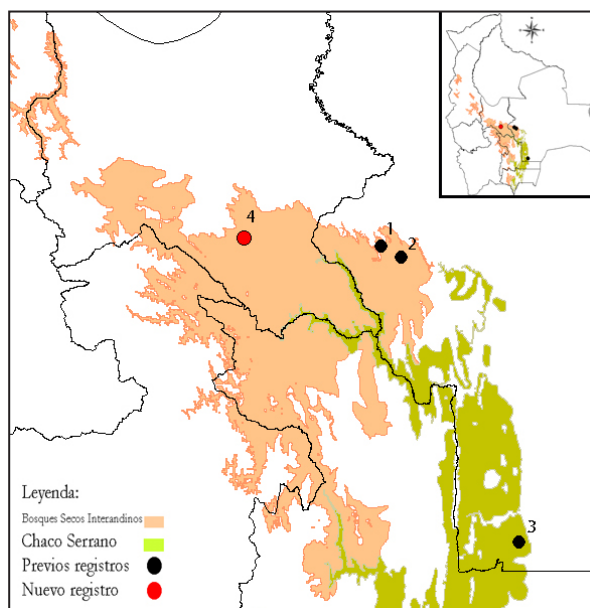 4
1
2
3
Leyenda:
Bosques Secos Interandinos
Chaco Serrano
Previos registros
Nuevo registro